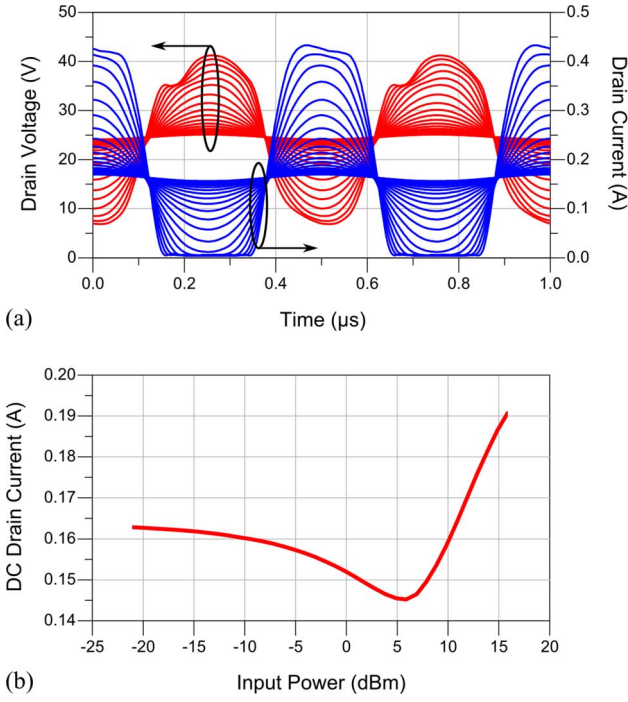 50
40
30
20
10
0
Drain Voltage (V)
0.5
0.4
0.3
0.2
0.1
0.0
Drain Current (A)
0.0 0.2 0.4 0.6 0.8 1.0
Time (µs)
(a)
0.20
0.19
0.18
0.17
0.16
0.15
0.14
DC Drain Current (A)
-25 -20 -15 -10 -5 0 5 10 15 20
Input Power (dBm)
(b)